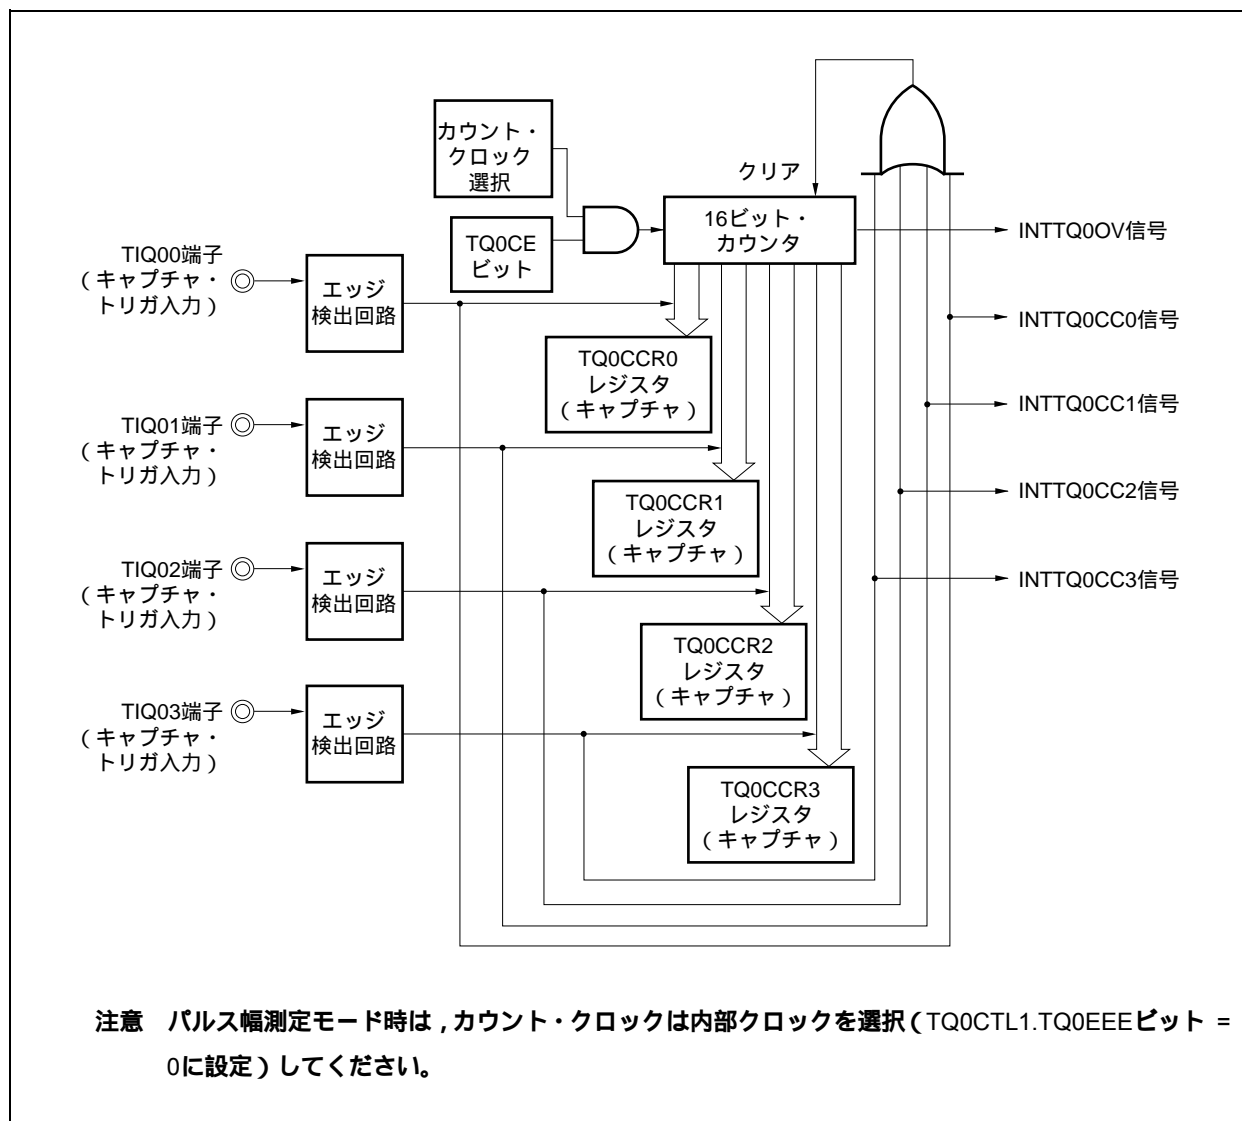 カウント・
クロック
選択
クリア
16ビット・
カウンタ
TQ0CE
ビット
INTTQ0OV信号
TIQ00端子
（キャプチャ・
トリガ入力）
エッジ
検出回路
INTTQ0CC0信号
TQ0CCR0
レジスタ
（キャプチャ）
INTTQ0CC1信号
TIQ01端子
（キャプチャ・
トリガ入力）
エッジ
検出回路
INTTQ0CC2信号
TQ0CCR1
レジスタ
（キャプチャ）
TIQ02端子
（キャプチャ・
トリガ入力）
エッジ
検出回路
INTTQ0CC3信号
TQ0CCR2
レジスタ
（キャプチャ）
TIQ03端子
（キャプチャ・
トリガ入力）
エッジ
検出回路
TQ0CCR3
レジスタ
（キャプチャ）
注意　パルス幅測定モード時は，カウント・クロックは内部クロックを選択（TQ0CTL1.TQ0EEEビット =
0に設定）してください。